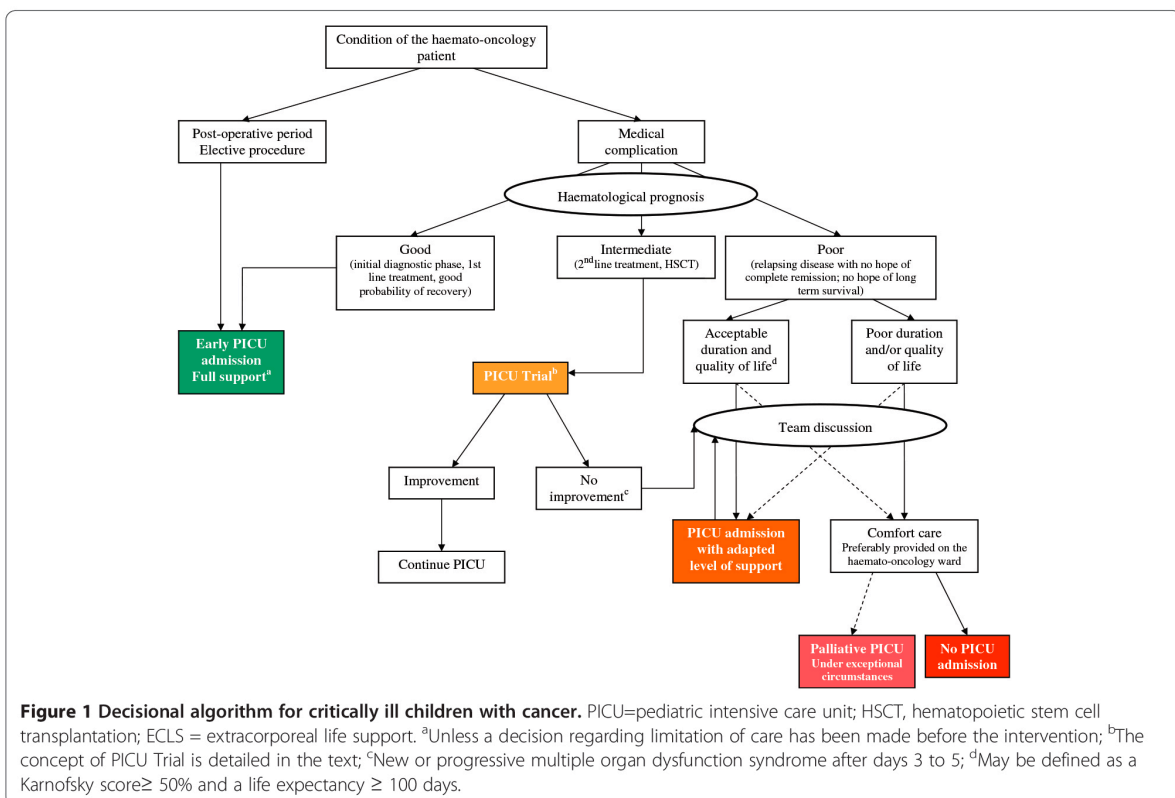 Condition of the haemato-oncology
patient
Post-operative period
Elective procedure
Medical
complication
Haematological prognosis
Good
(initial diagnostic phase, 1st
line treatment, good
probability of recovery)
Intermediate
(2nd line treatment, HSCT)
Poor
(relapsing disease with no hope of
complete remission; no hope of long
term survival)
Early PICU
admission
Full supportᵃ
PICU Trialᵇ
Acceptable
duration and
quality of lifeᵈ
Poor duration
and/or quality
of life
Team discussion
Improvement
No
improvementᶜ
Continue PICU
PICU admission
with adapted
level of support
Comfort care
Preferably provided on the
haemato-oncology ward
Palliative PICU
Under exceptional
circumstances
No PICU
admission
Figure 1 Decisional algorithm for critically ill children with cancer. PICU=pediatric intensive care unit; HSCT, hematopoietic stem cell
transplantation; ECLS = extracorporeal life support. ᵃUnless a decision regarding limitation of care has been made before the intervention; ᵇThe
concept of PICU Trial is detailed in the text; ᶜNew or progressive multiple organ dysfunction syndrome after days 3 to 5; ᵈMay be defined as a
Karnofsky score≥ 50% and a life expectancy ≥ 100 days.